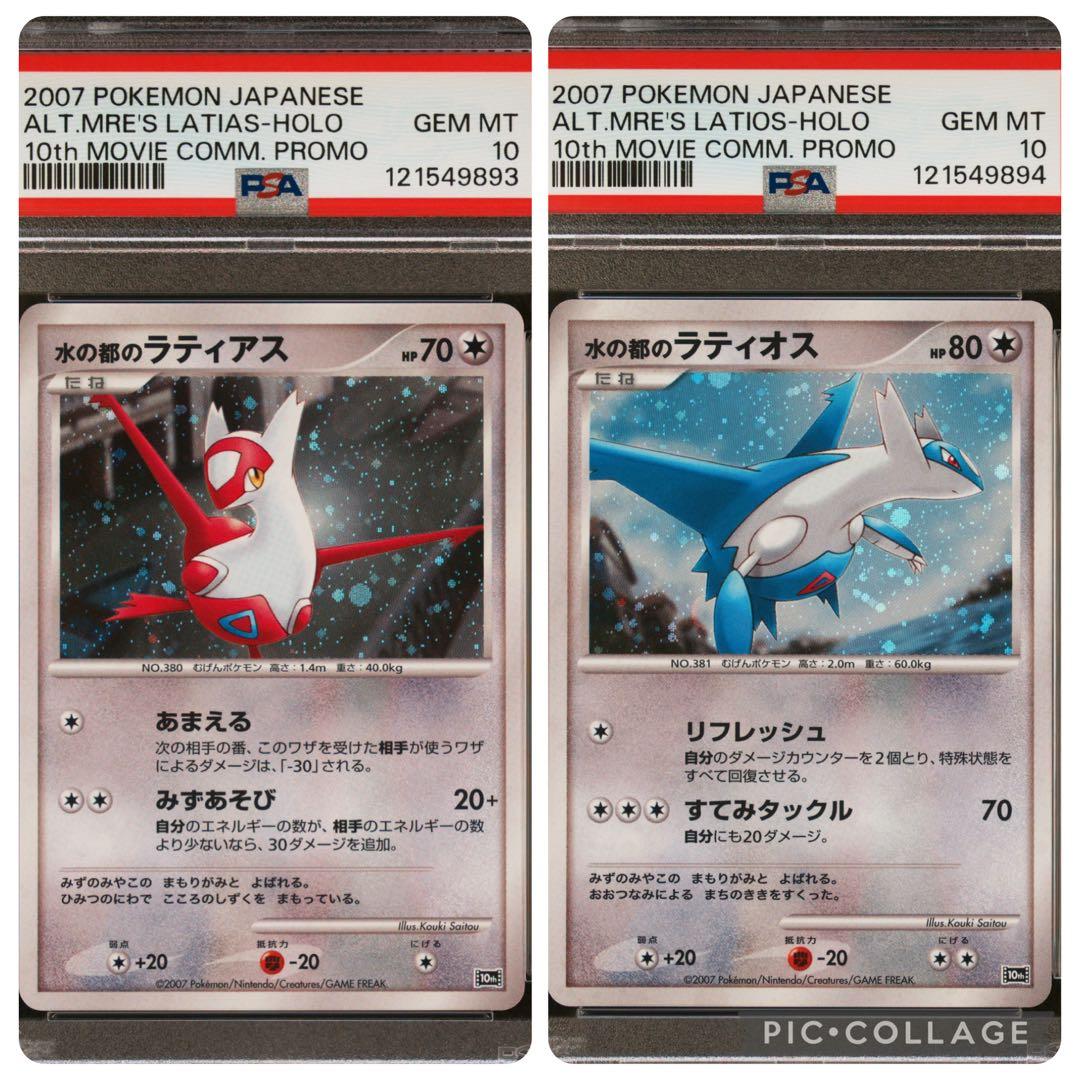 2007 POKEMON JAPANESE
ALT.MRE'S LATIAS-HOLO GEM MT
10th MOVIE COMM. PROMO 10
PSA 121549893
水の都のラティアス HP70
たね
NO.380 むげんポケモン 高さ:1.4m 重さ:40.0kg
あまえる
次の相手の番、このワザを受けた相手が使うワザ
によるダメージは、「-30」される。
みずあそび 20+
自分のエネルギーの数が、相手のエネルギーの数
より少ないなら、30ダメージを追加。
みずのみやこの まもりがみと よばれる。
ひみつのにわで こころのしずくを まもっている。
Illus.Kouki Saitou
弱点 抵抗力 にげる
+20 -20
©2007 Pokémon/Nintendo/Creatures/GAME FREAK
10th
2007 POKEMON JAPANESE
ALT.MRE'S LATIOS-HOLO GEM MT
10th MOVIE COMM. PROMO 10
PSA 121549894
水の都のラティオス HP80
たね
NO.381 むげんポケモン 高さ:2.0m 重さ:60.0kg
リフレッシュ
自分のダメージカウンターを2個とり、特殊状態を
すべて回復させる。
すてみタックル 70
自分にも20ダメージ。
みずのみやこの まもりがみと よばれる。
おおつなみによる まちのききをすくった。
Illus.Kouki Saitou
弱点 抵抗力 にげる
+20 -20
©2007 Pokémon/Nintendo/Creatures/GAME FREAK
10th
PIC•COLLAGE